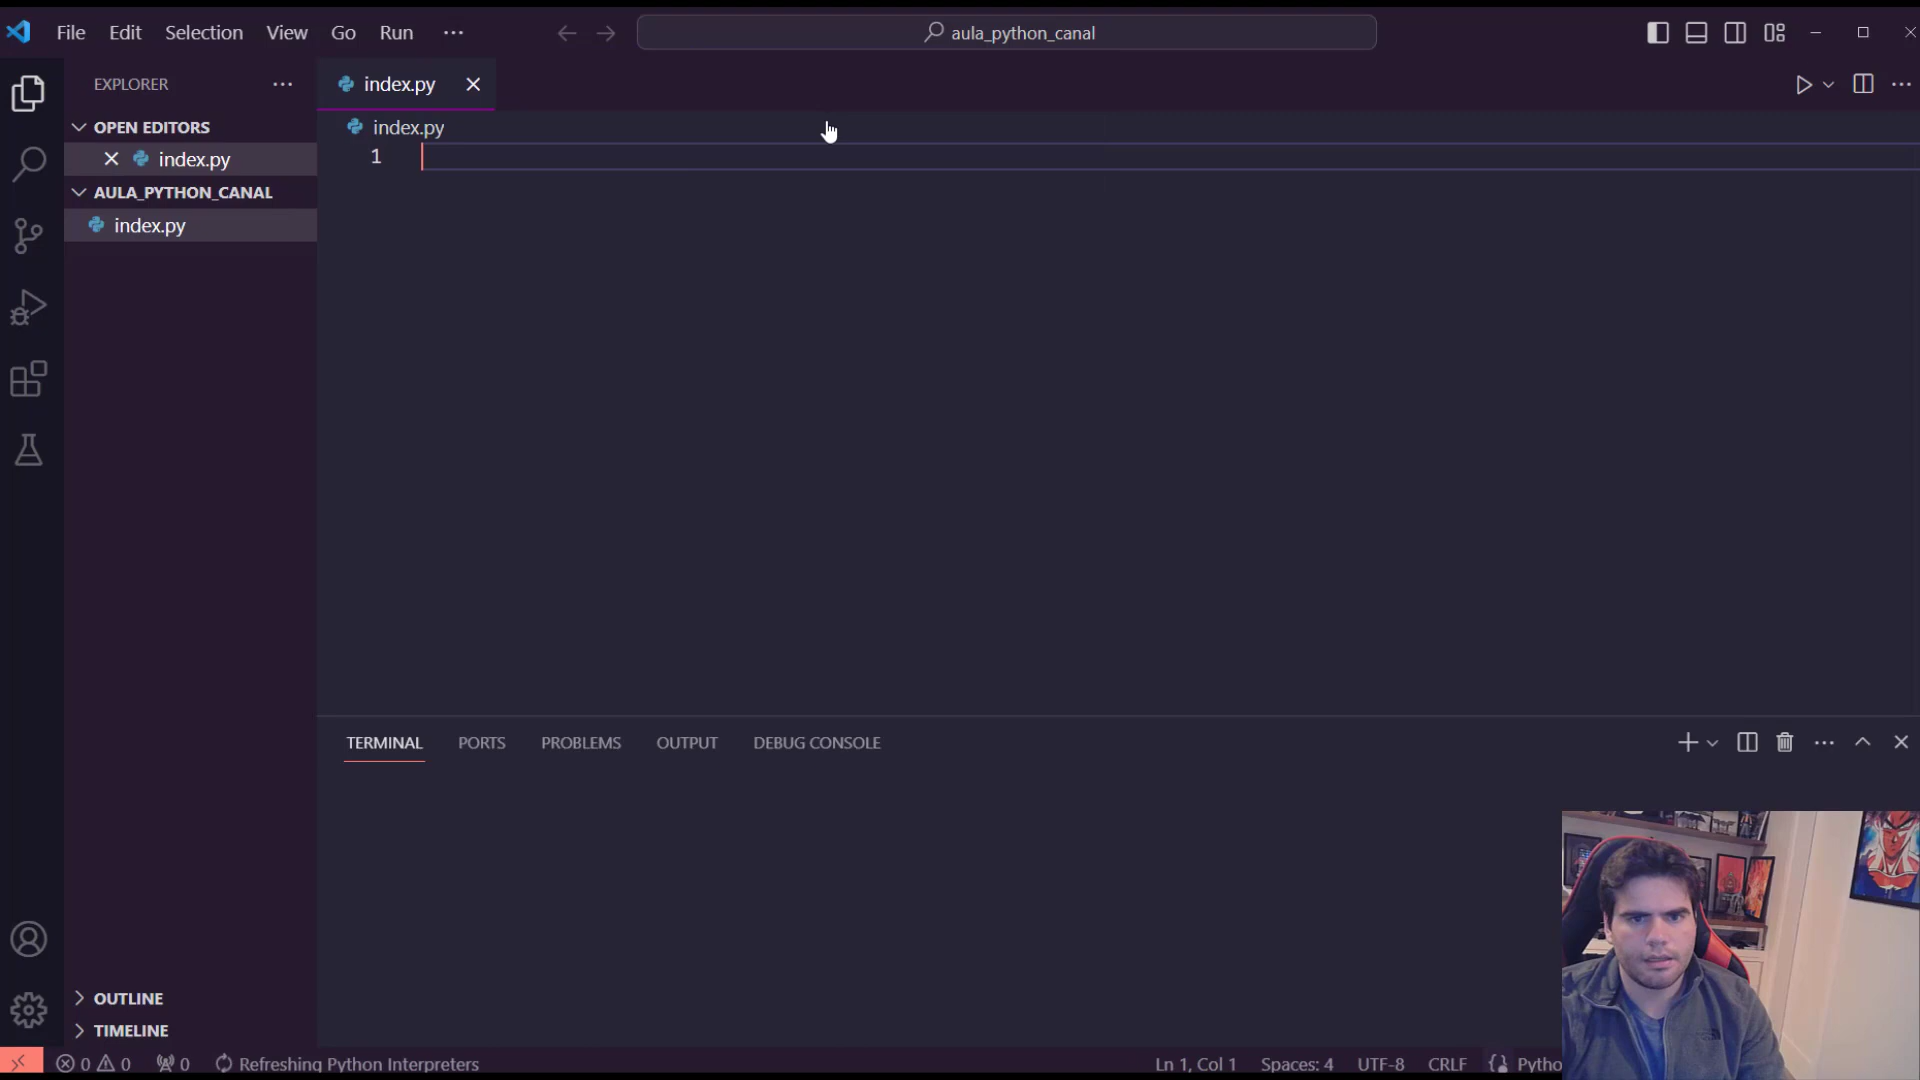 File Edit Selection View Go Run ···
aula_python_canal
EXPLORER
index.py
OPEN EDITORS
index.py
index.py
1
AULA_PYTHON_CANAL
index.py
TERMINAL PORTS PROBLEMS OUTPUT DEBUG CONSOLE
OUTLINE
TIMELINE
0 0 0 Refreshing Python Interpreters Ln 1, Col 1 Spaces: 4 UTF-8 CRLF Pytho